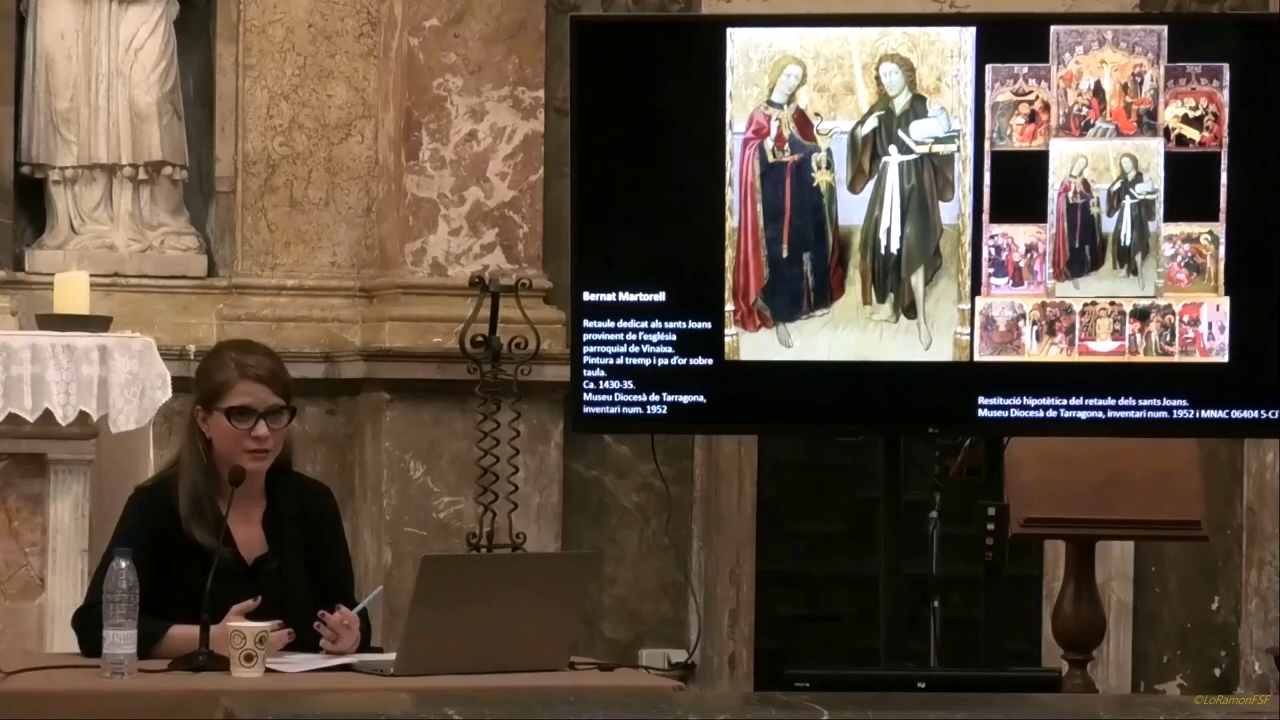 Bernat Martorell
Retaule dedicat als sants Joans
provinent de l'església
parroquial de Vinaixa.
Pintura al tremp i pa d'or sobre
taula.
Ca. 1430-35.
Museu Diocesà de Tarragona,
inventari num. 1952
Restitució hipotètica del retaule dels sants Joans.
Museu Diocesà de Tarragona, inventari num. 1952 i MNAC 06404 5-CJT
©LoRamonFSF